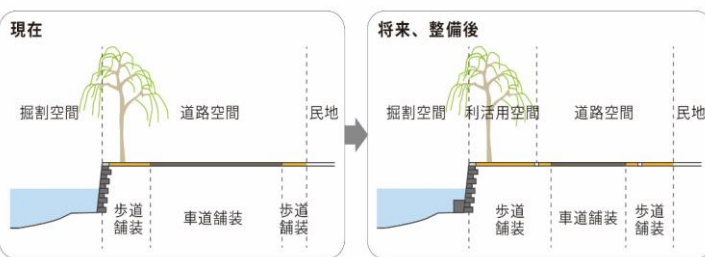 現在
掘割空間
道路空間
民地
歩道
舗装
車道舗装
歩道
舗装
将来、整備後
掘割空間
利活用空間
道路空間
民地
歩道
舗装
車道舗装
歩道
舗装